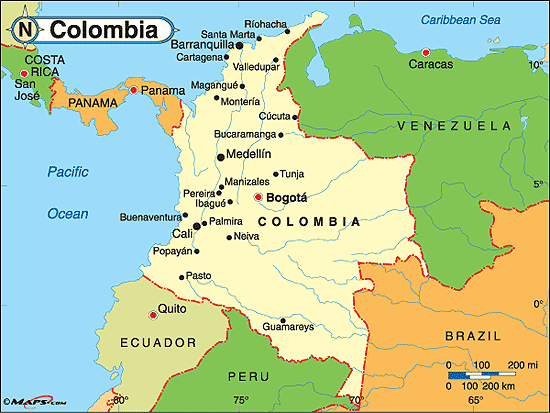 N
Colombia
Caribbean Sea
Ríohacha
Santa Marta
Barranquilla
Cartagena
Valledupar
Caracas
10°
COSTA
RICA
San
José
PANAMA
Panama
Magangué
Montería
Cúcuta
VENEZUELA
Bucaramanga
Medellín
Pacific
Ocean
Tunja
Manizales
Pereira
Ibagué
Bogotá
5°
Buenaventura
Palmira
COLOMBIA
Cali
Neiva
Popayán
Pasto
0°
Quito
Guamareys
ECUADOR
BRAZIL
PERU
0 100 200 mi
0 100 200 km
MAPS.COM
80°
75°
70°
65°